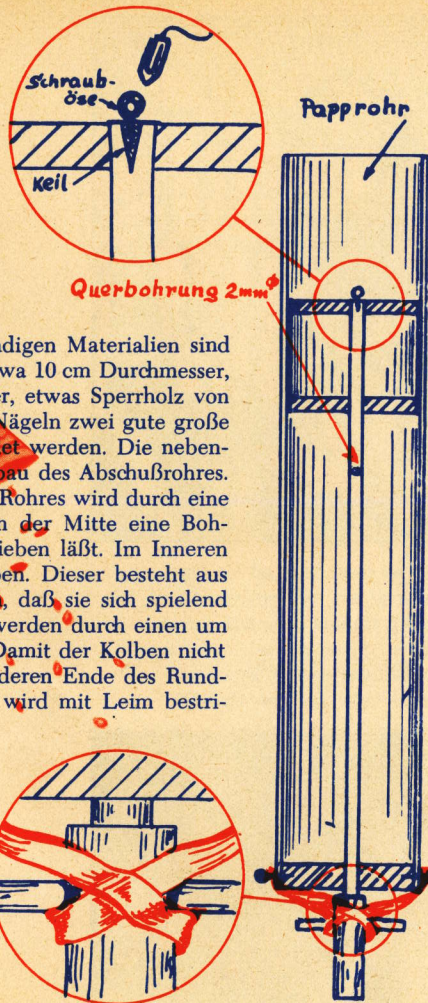 Schraub-
öse
Keil
Papprohr
Querbohrung 2mm ø
digen Materialien sind
twa 10 cm Durchmesser,
er, etwas Sperrholz von
Nägeln zwei gute große
et werden. Die neben-
bau des Abschußrohres.
Rohres wird durch eine
n der Mitte eine Boh-
ieben läßt. Im Inneren
ben. Dieser besteht aus
n, daß sie sich spielend
werden durch einen um
Damit der Kolben nicht
deren Ende des Rund-
wird mit Leim bestri-